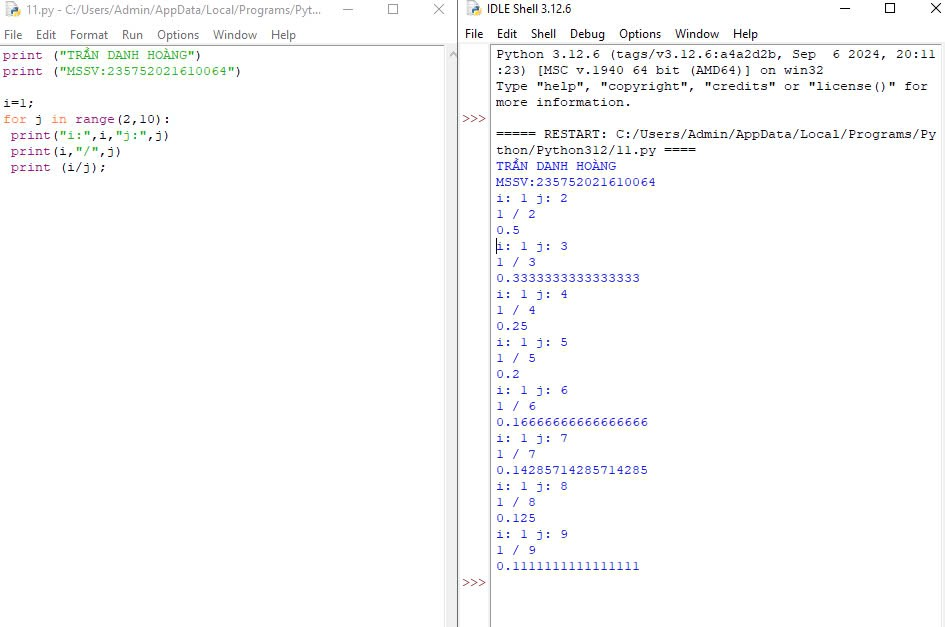 11.py - C:/Users/Admin/AppData/Local/Programs/Pyt...
File Edit Format Run Options Window Help
print ("TRẦN DANH HOÀNG")
print ("MSSV:235752021610064")
i=1;
for j in range(2,10):
print("i:",i,"j:",j)
print(i,"/",j)
print (i/j);
IDLE Shell 3.12.6
File Edit Shell Debug Options Window Help
Python 3.12.6 (tags/v3.12.6:a4a2d2b, Sep 6 2024, 20:11
:23) [MSC v.1940 64 bit (AMD64)] on win32
Type "help", "copyright", "credits" or "license()" for
more information.
>>>
===== RESTART: C:/Users/Admin/AppData/Local/Programs/Py
thon/Python312/11.py ====
TRẦN DANH HOÀNG
MSSV:235752021610064
i: 1 j: 2
1 / 2
0.5
i: 1 j: 3
1 / 3
0.3333333333333333
i: 1 j: 4
1 / 4
0.25
i: 1 j: 5
1 / 5
0.2
i: 1 j: 6
1 / 6
0.16666666666666666
i: 1 j: 7
1 / 7
0.14285714285714285
i: 1 j: 8
1 / 8
0.125
i: 1 j: 9
1 / 9
0.1111111111111111
>>>